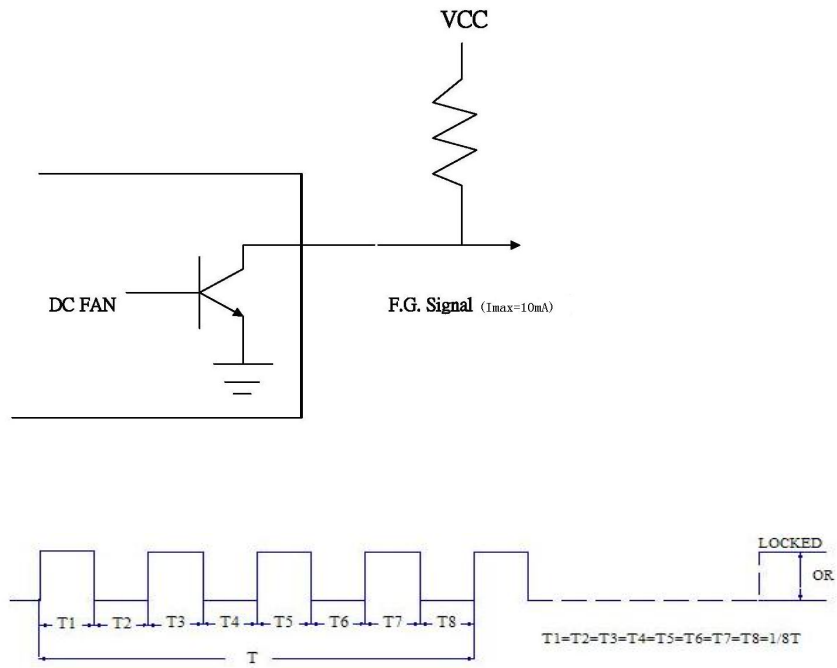 VCC
DC FAN
F.G. Signal (Imax=10mA)
LOCKED
OR
T1 T2 T3 T4 T5 T6 T7 T8
T1=T2=T3=T4=T5=T6=T7=T8=1/8T
T